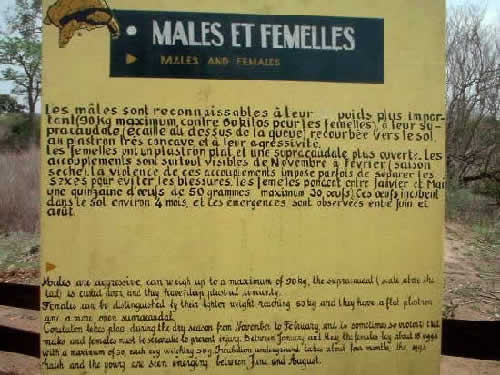 MALES ET FEMELLES
MALES AND FEMALES
Les mâles sont reconnaissables à leur poids plus impor-
tant (90kg maximum contre 60kilos pour les femelles), à leur su-
pracaudale (écaille au dessus de la queue) recourbée vers le sol,
au plastron très concave et à leur agressivité.
Les femelles ont un plastron plat et une supracaudale plus ouverte. Les
accouplements sont surtout visibles de Novembre à Février (saison
seche). La violence de ces accouplements impose parfois de séparer les
sexes pour éviter les blessures. les femelles pondent entre Janvier et Mai
une quinzaine d'œufs de 50 grammes (maximum 30 œufs). Ces œufs incubent
dans le sol environ 4 mois, et les émergences sont observées entre Juin et
Août.
Males are aggressive, can weigh up to a maximum of 90kg, the supracaudal (scale above the
tail) is curled down and they have deep plastrons
Females can be distinguished by their lighter weight reaching 60kg and they have a flat plastron
and a more open supracaudal.
Copulation takes place during the dry season from November to February and is sometimes so violent that
males and females must be separated to prevent injury. Between January and May the females lay about 15 eggs
with a maximum of 30, each egg weighing 50g. Incubation underground takes about four months, the eggs
hatch and the young are seen emerging between June and August.